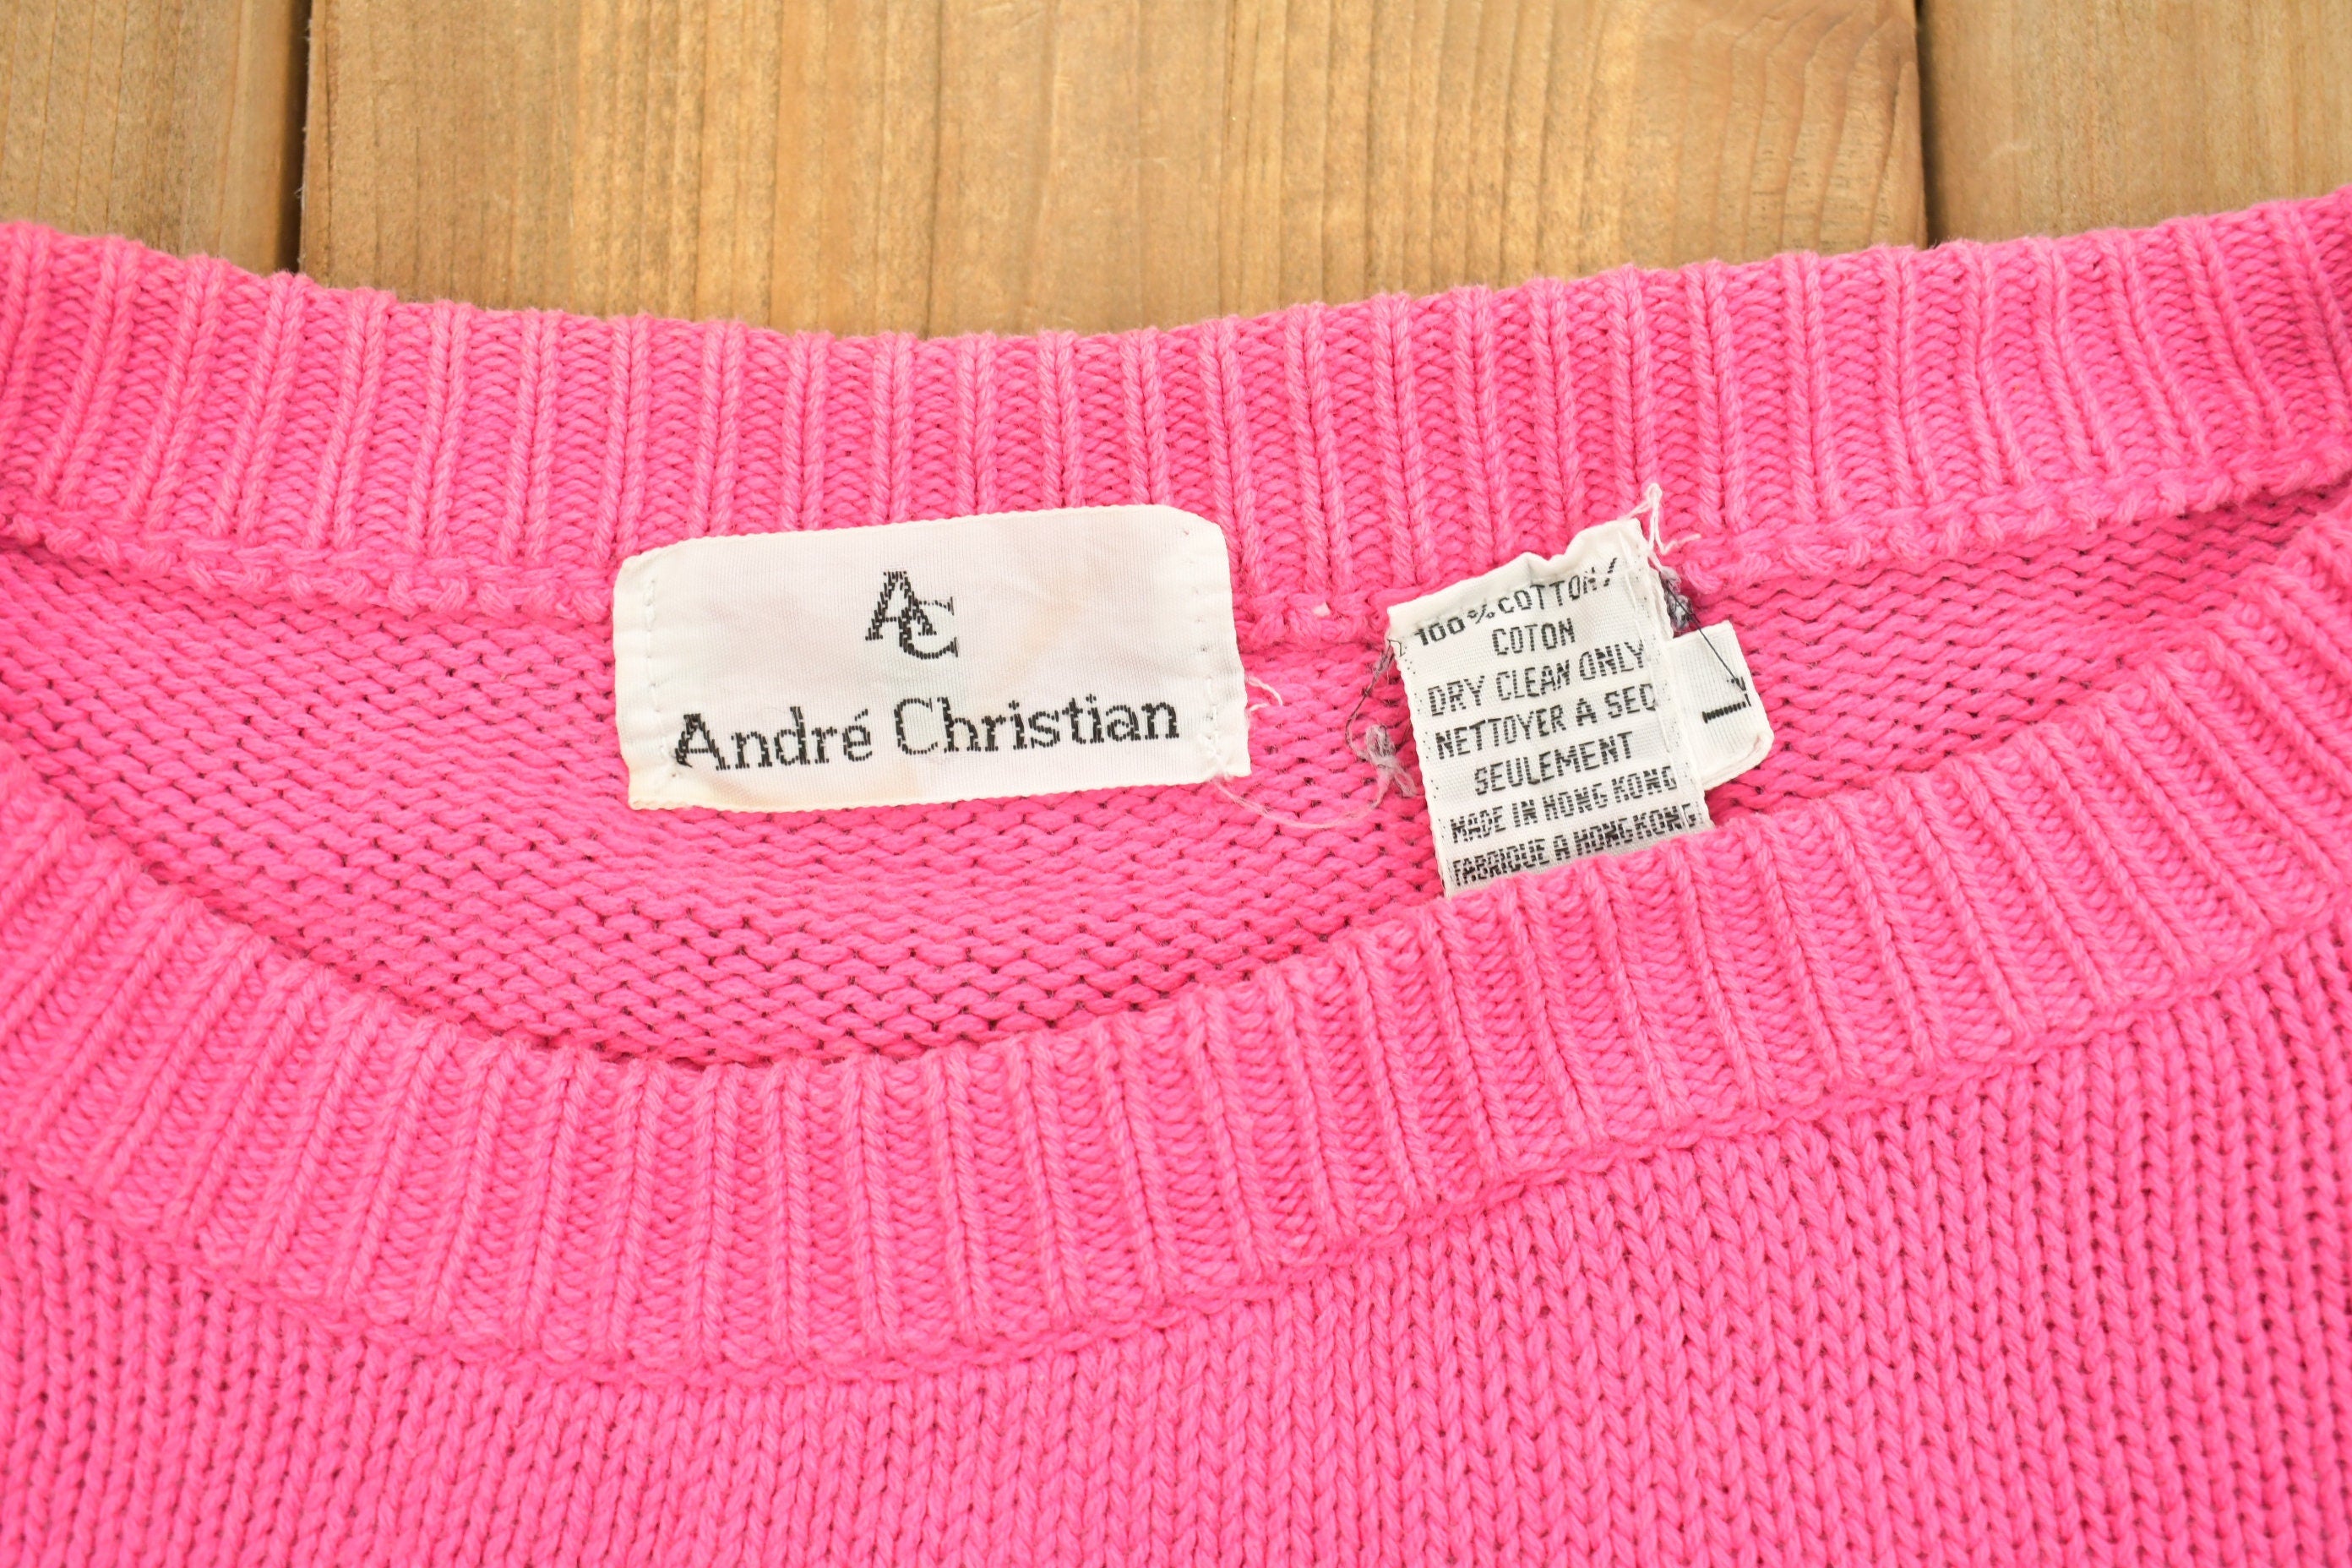 AC
André Christian
100% COTTON/
COTON
DRY CLEAN ONLY
NETTOYER A SEC
SEULEMENT
MADE IN HONG KONG
FABRIQUE A HONG KONG
L